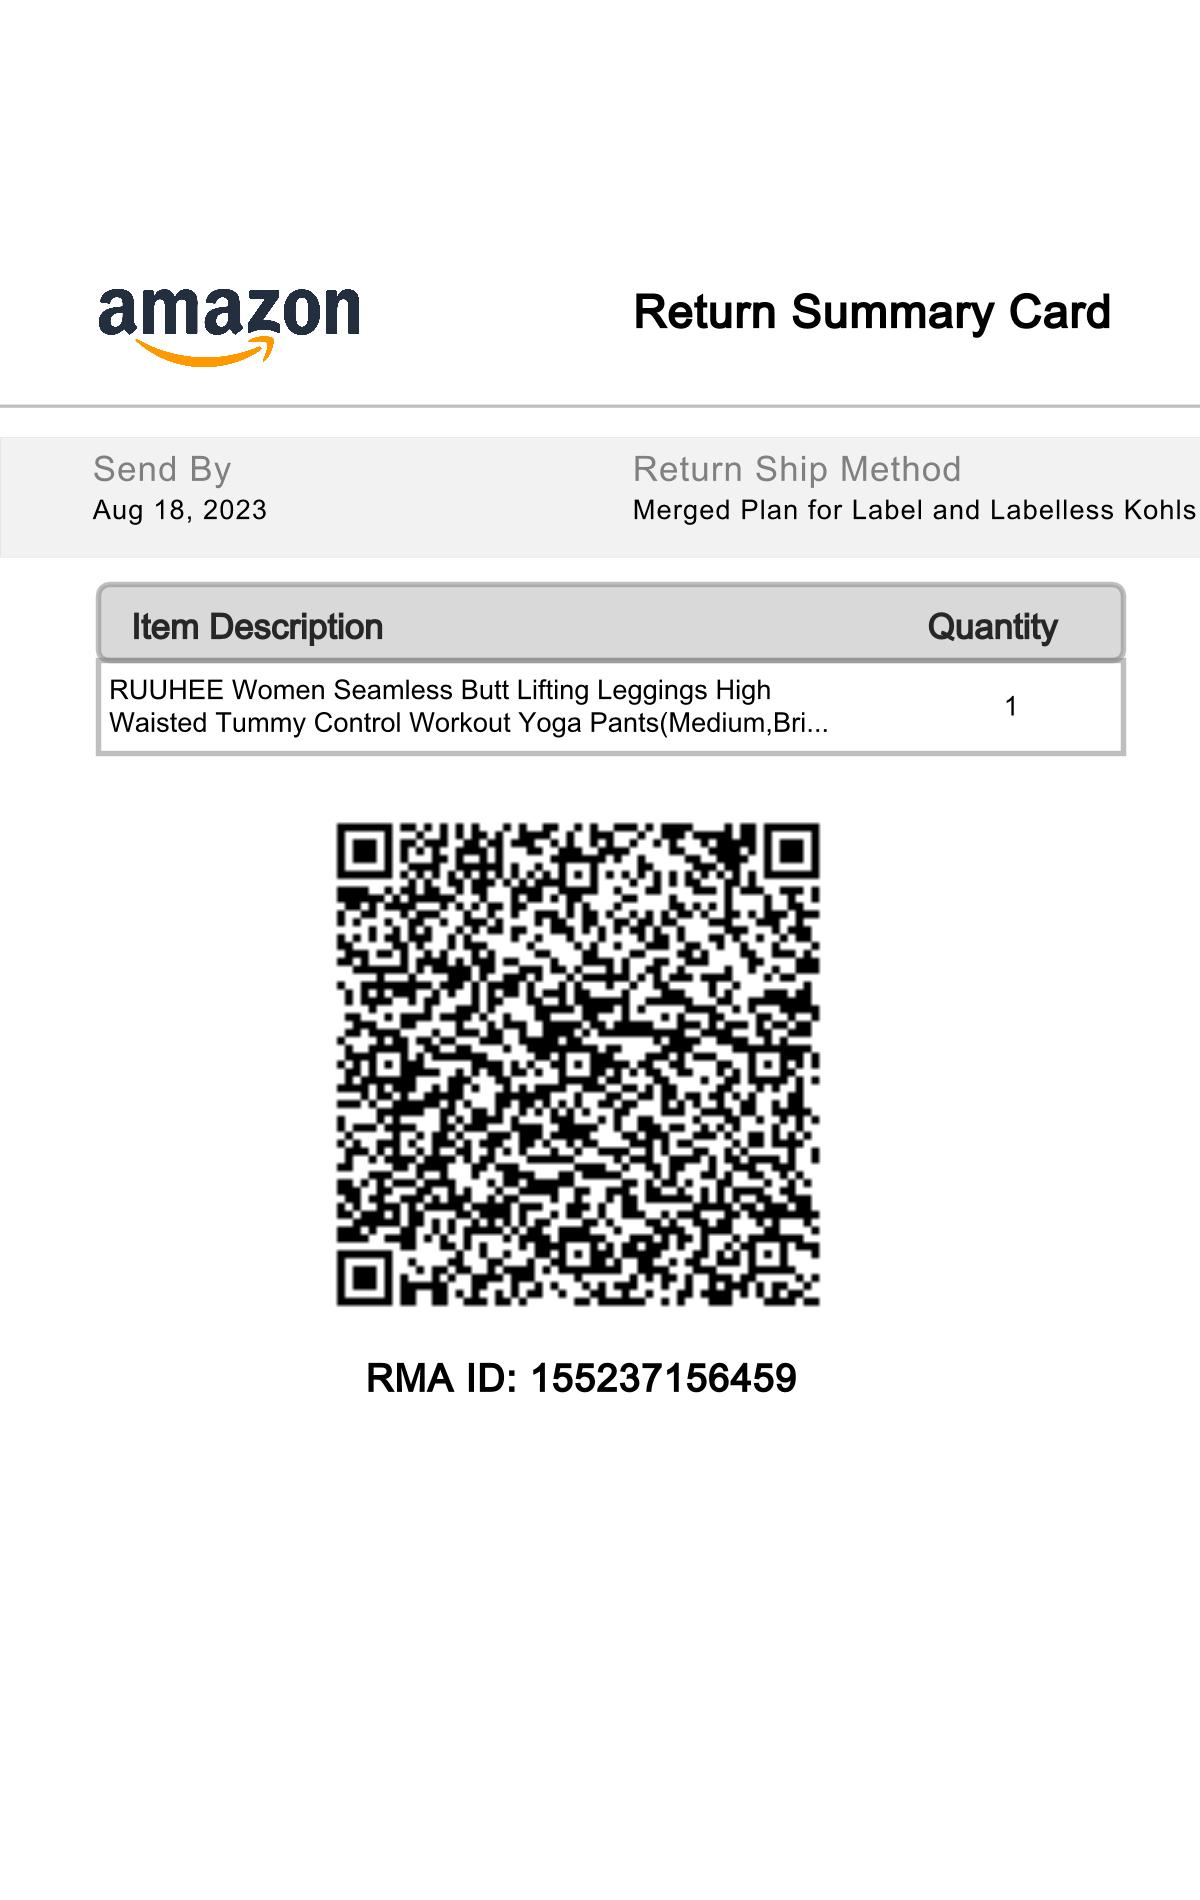 amazon
Return Summary Card
Send By
Return Ship Method
Aug 18, 2023
Merged Plan for Label and Labelless Kohls
Item Description
Quantity
RUUHEE Women Seamless Butt Lifting Leggings High
Waisted Tummy Control Workout Yoga Pants(Medium,Bri...
1
RMA ID: 155237156459